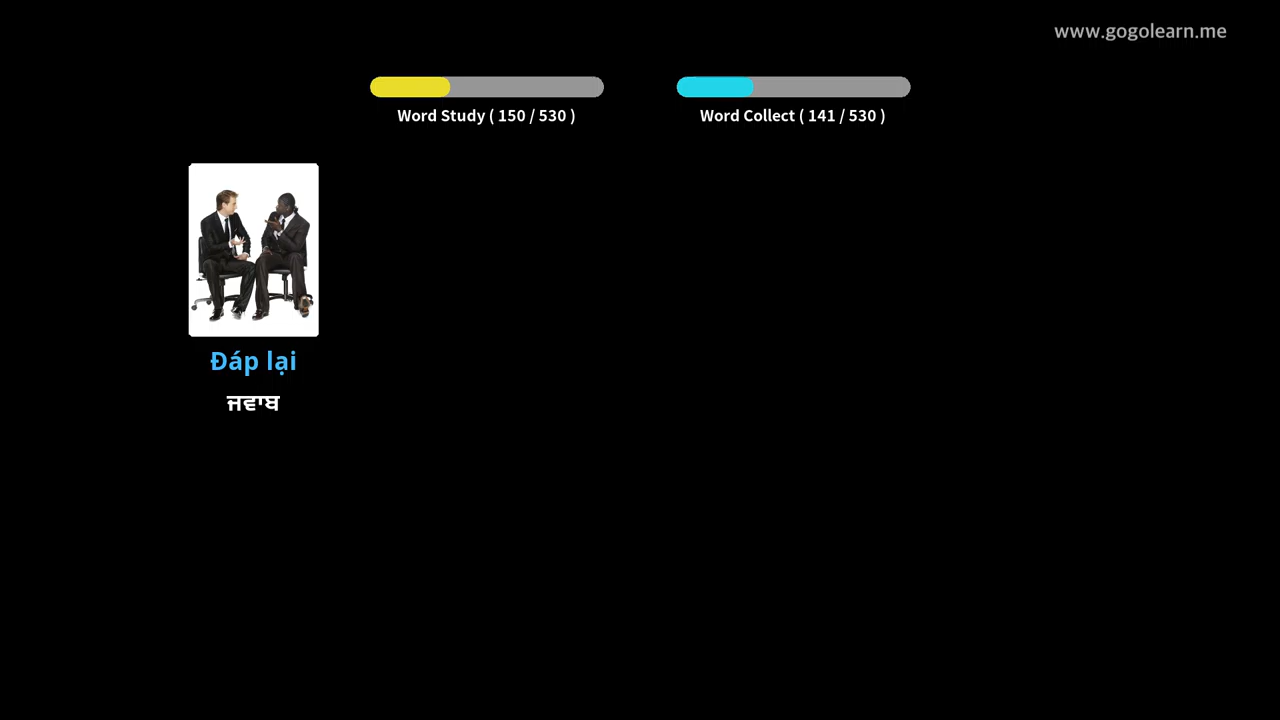 www.gogolearn.me
Word Study ( 150 / 530 )
Word Collect ( 141 / 530 )
Đáp lại
ਜਵਾਬ